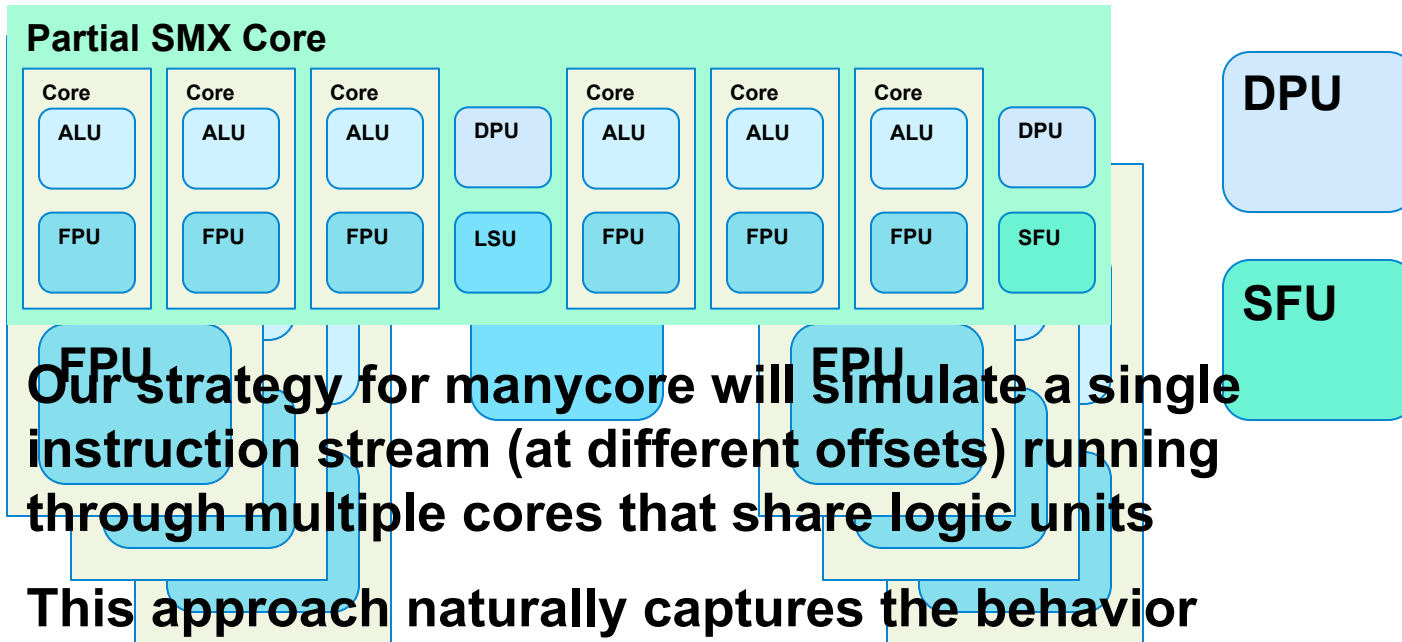 Partial SMX Core
Core Core Core Core Core Core
ALU ALU ALU DPU ALU ALU ALU DPU
FPU FPU FPU LSU FPU FPU FPU SFU
DPU
SFU
FPU FPU
Our strategy for manycore will simulate a single
instruction stream (at different offsets) running
through multiple cores that share logic units
This approach naturally captures the behavior